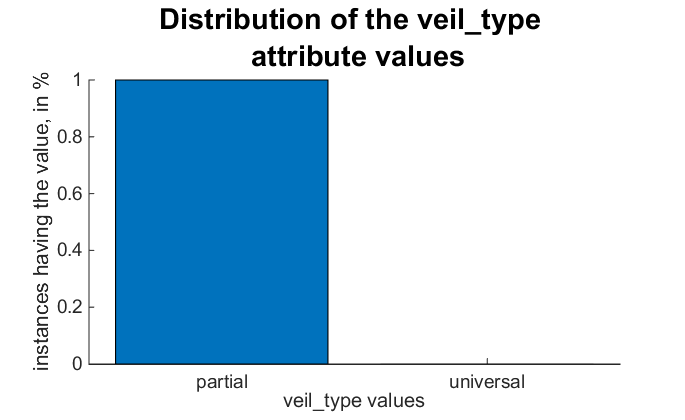 Distribution of the veil_type
attribute values
instances having the value, in %
1
0.8
0.6
0.4
0.2
0
partial
universal
veil_type values